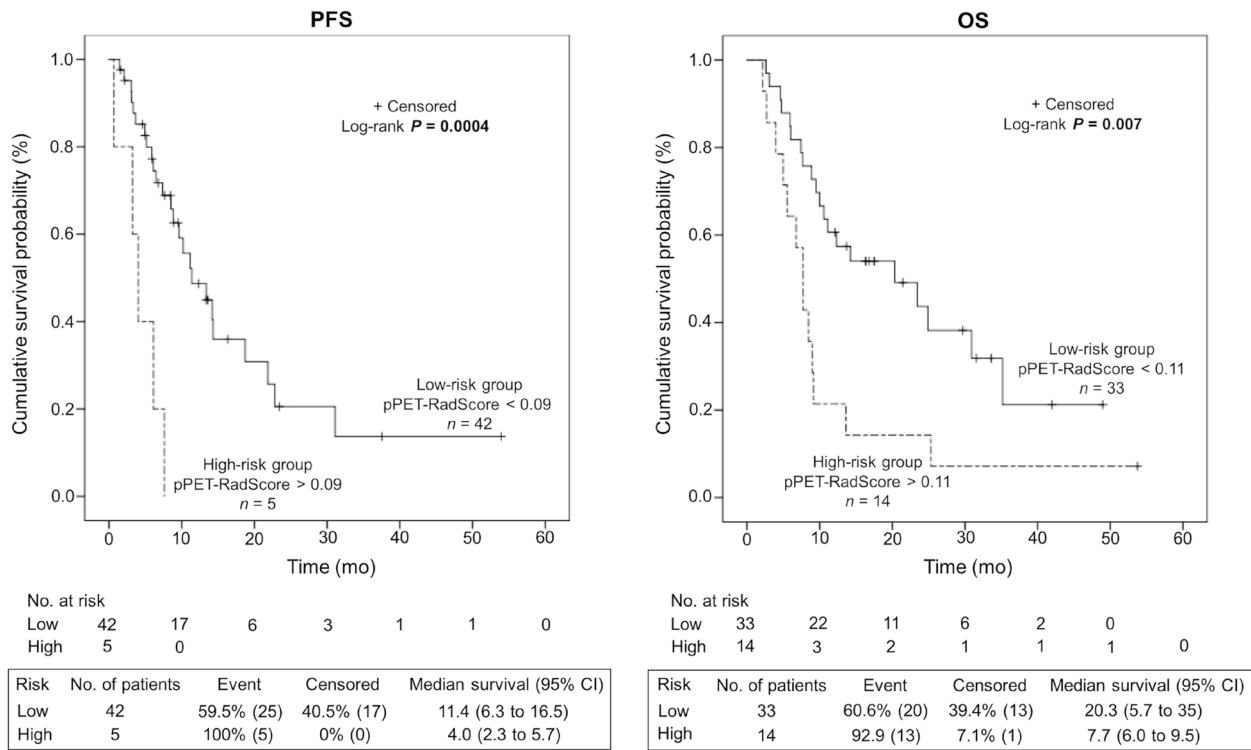 PFS
1.0
0.8
0.6
0.4
0.2
0.0
Cumulative survival probability (%)
+ Censored
Log-rank P = 0.0004
Low-risk group
pPET-RadScore < 0.09
n = 42
High-risk group
pPET-RadScore > 0.09
n = 5
0 10 20 30 40 50 60
Time (mo)
No. at risk
Low 42 17 6 3 1 1 0
High 5 0
Risk No. of patients Event Censored Median survival (95% CI)
Low 42 59.5% (25) 40.5% (17) 11.4 (6.3 to 16.5)
High 5 100% (5) 0% (0) 4.0 (2.3 to 5.7)
OS
1.0
0.8
0.6
0.4
0.2
0.0
Cumulative survival probability (%)
+ Censored
Log-rank P = 0.007
Low-risk group
pPET-RadScore < 0.11
n = 33
High-risk group
pPET-RadScore > 0.11
n = 14
0 10 20 30 40 50 60
Time (mo)
No. at risk
Low 33 22 11 6 2 0
High 14 3 2 1 1 1 0
Risk No. of patients Event Censored Median survival (95% CI)
Low 33 60.6% (20) 39.4% (13) 20.3 (5.7 to 35)
High 14 92.9 (13) 7.1% (1) 7.7 (6.0 to 9.5)